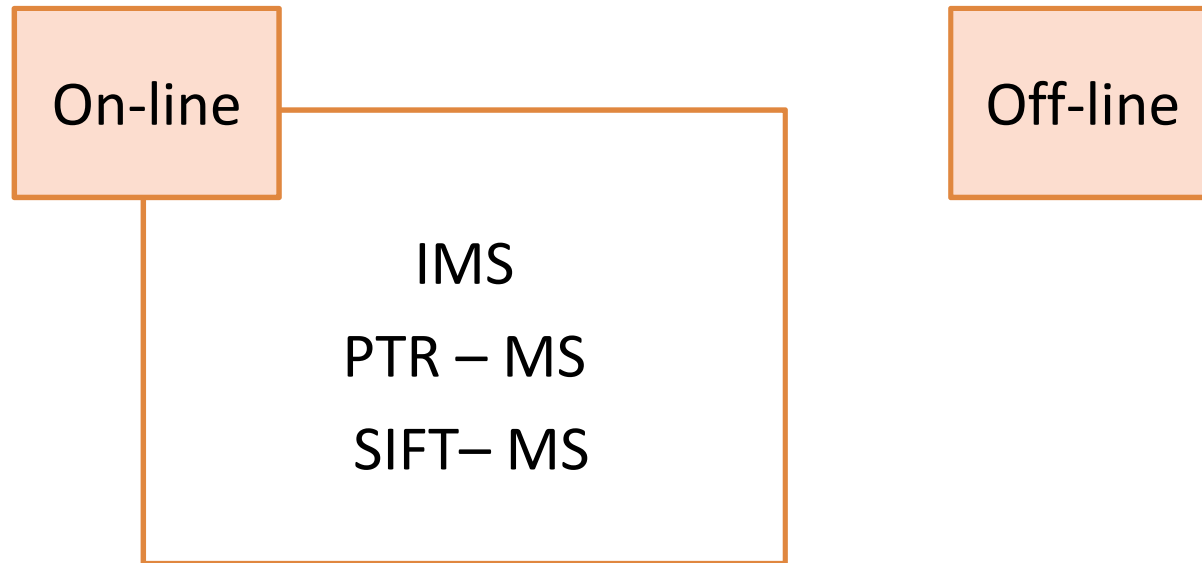 On-line
Off-line
IMS
PTR – MS
SIFT– MS